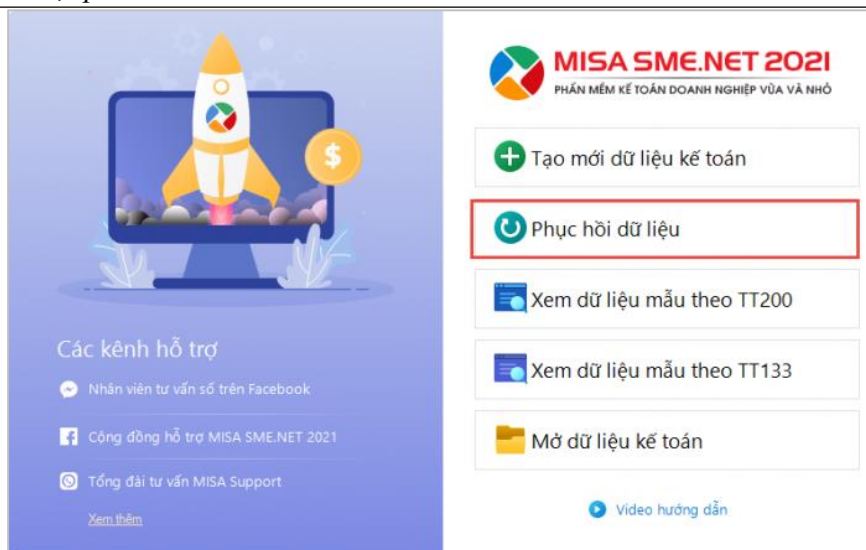 MISA SME.NET 2021
PHẦN MỀM KẾ TOÁN DOANH NGHIỆP VỪA VÀ NHỎ
Tạo mới dữ liệu kế toán
Phục hồi dữ liệu
Xem dữ liệu mẫu theo TT200
Xem dữ liệu mẫu theo TT133
Mở dữ liệu kế toán
Video hướng dẫn
$
Các kênh hỗ trợ
Nhân viên tư vấn số trên Facebook
Cộng đồng hỗ trợ MISA SME.NET 2021
Tổng đài tư vấn MISA Support
Xem thêm